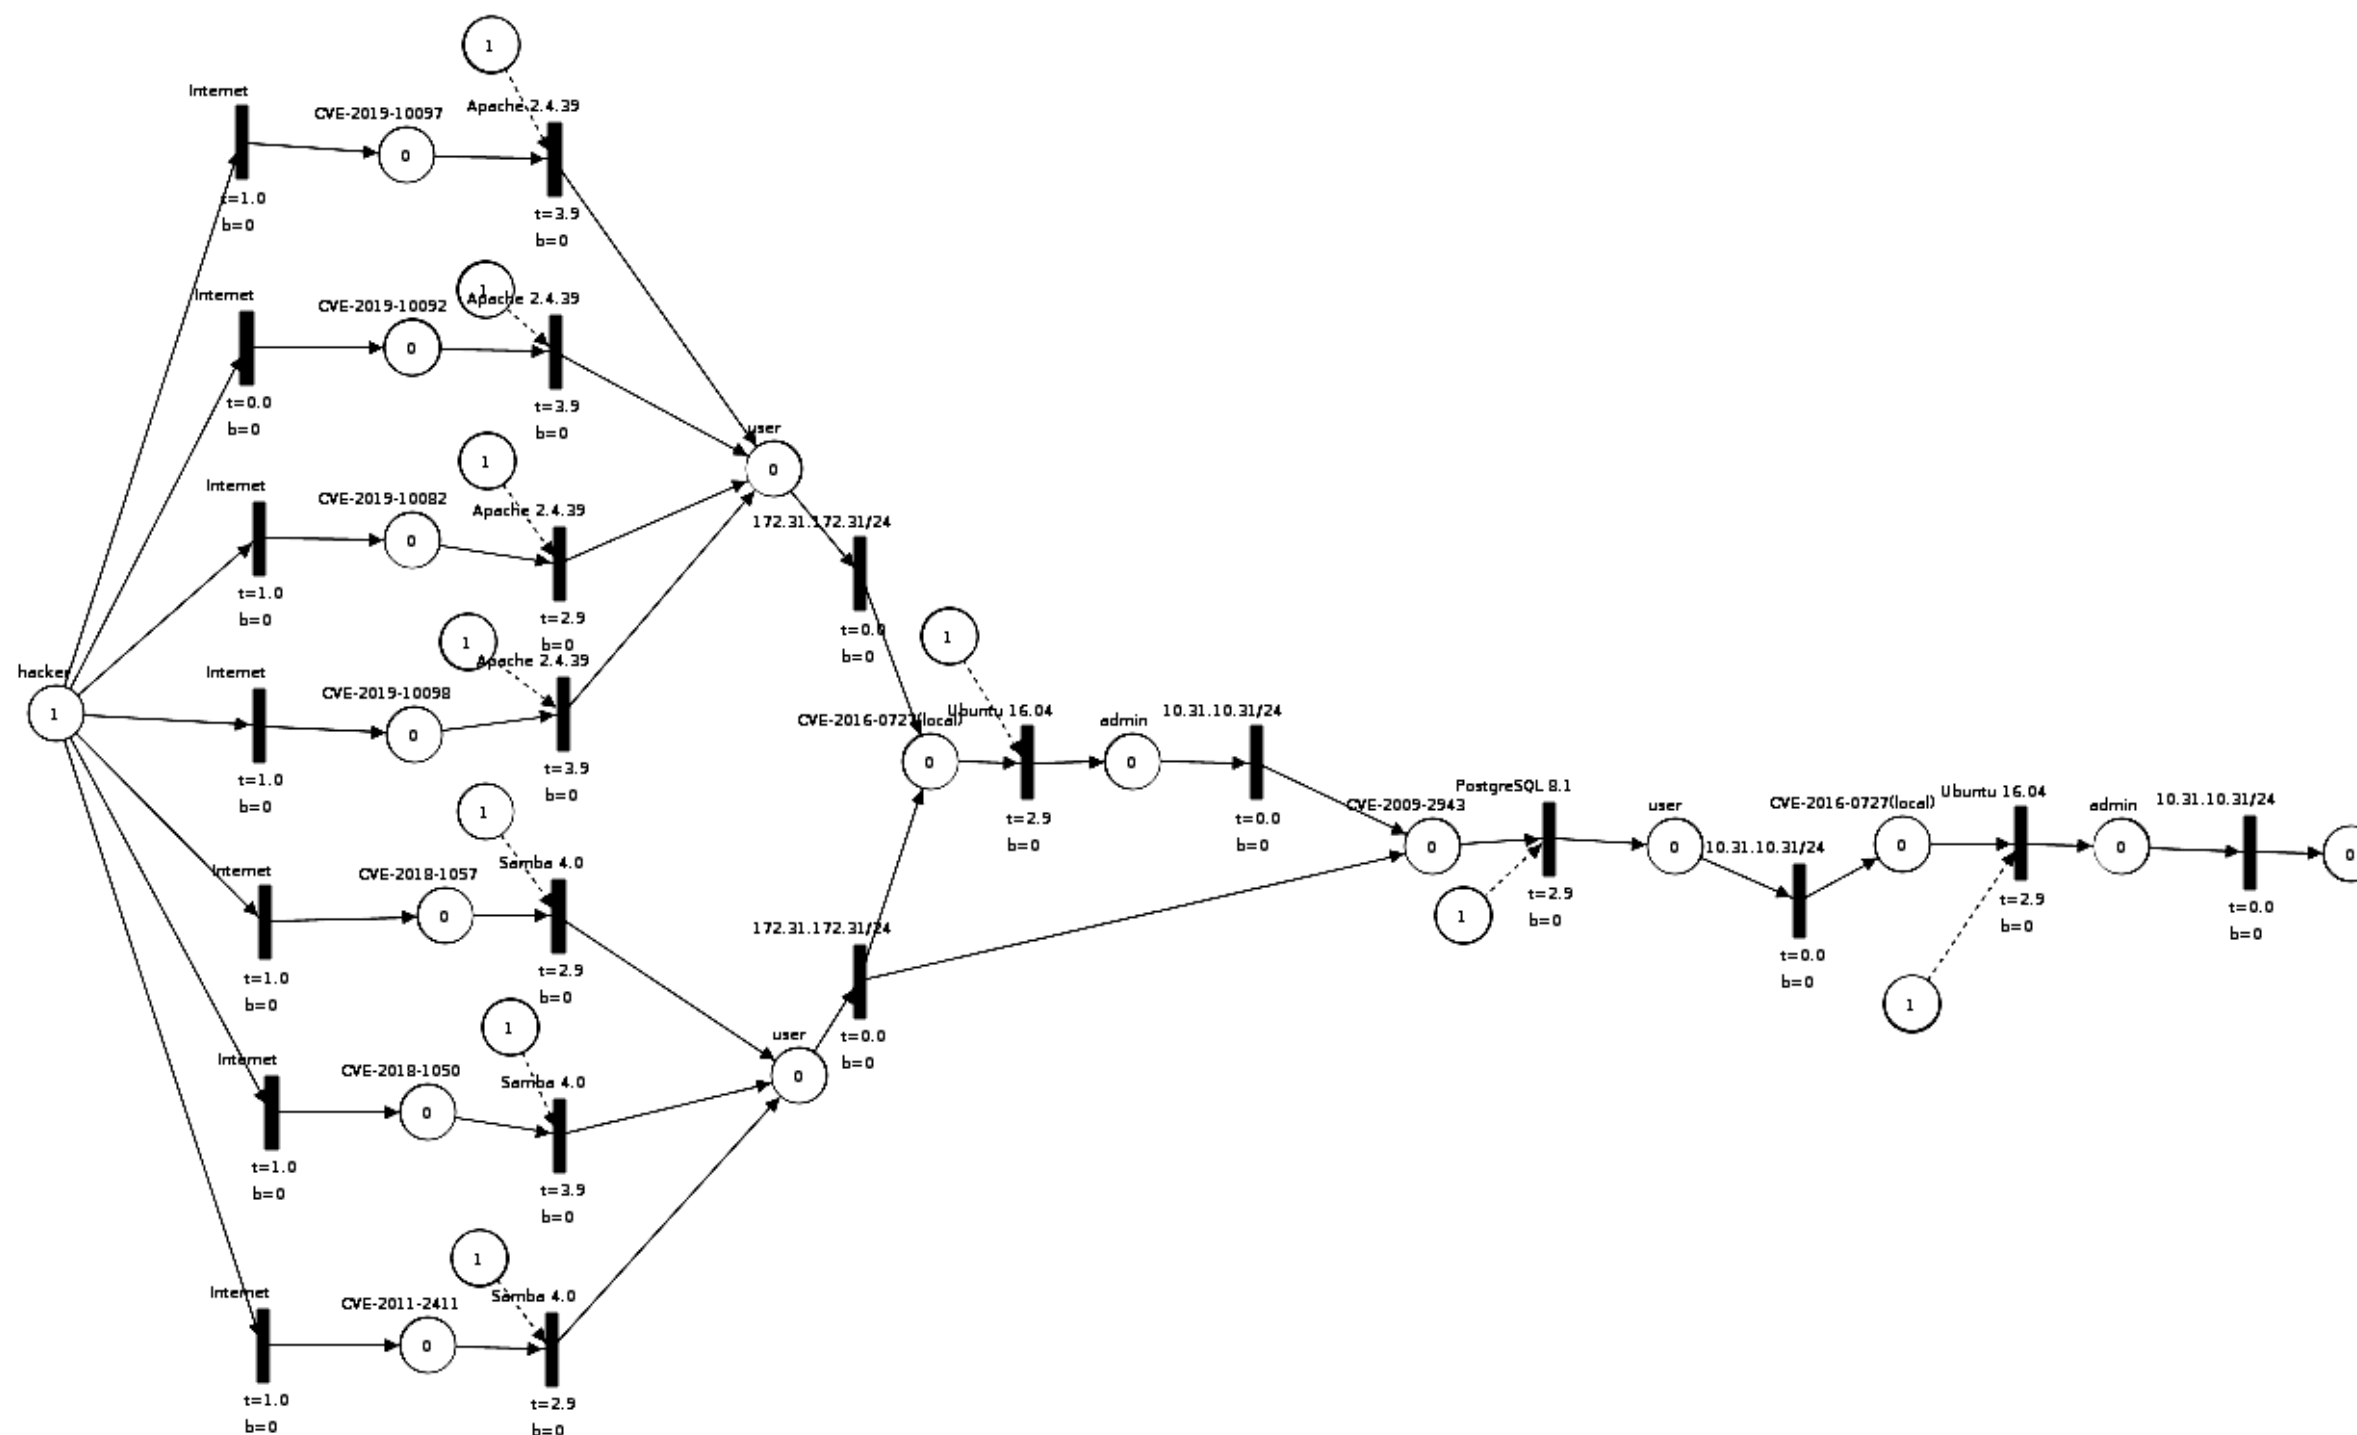 1
Internet
Apache 2.4.39
CVE-2019-10097
0
t=1.0
b=0
t=3.9
b=0
1
Internet
Apache 2.4.39
CVE-2019-10092
0
t=0.0
b=0
t=3.9
b=0
user
0
1
Internet
CVE-2019-10082
Apache 2.4.39
0
t=1.0
b=0
t=2.9
b=0
172.31.172.31/24
t=0.0
b=0
1
Internet
Apache 2.4.39
CVE-2019-10098
0
t=1.0
b=0
t=3.9
b=0
hacker
1
1
CVE-2016-0727(local)
Ubuntu 16.04
0
t=2.9
b=0
admin
0
10.31.10.31/24
t=0.0
b=0
CVE-2009-2943
0
PostgreSQL 8.1
1
t=2.9
b=0
user
0
10.31.10.31/24
t=0.0
b=0
CVE-2016-0727(local)
0
Ubuntu 16.04
t=2.9
b=0
1
admin
0
10.31.10.31/24
t=0.0
b=0
0
1
Internet
CVE-2018-1057
Samba 4.0
0
t=1.0
b=0
t=2.9
b=0
172.31.172.31/24
t=0.0
b=0
1
user
0
Internet
CVE-2018-1050
Samba 4.0
0
t=1.0
b=0
t=3.9
b=0
1
Internet
CVE-2011-2411
Samba 4.0
0
t=1.0
b=0
t=2.9
b=0